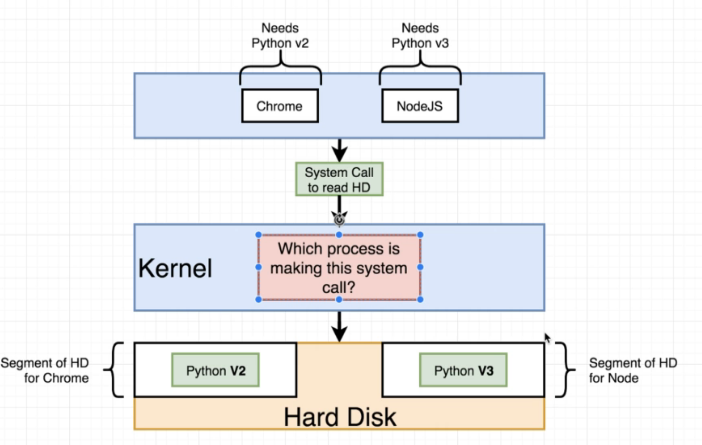 Needs
Python v2
Needs
Python v3
Chrome
NodeJS
System Call
to read HD
Kernel
Which process is
making this system
call?
Segment of HD
for Chrome
Python V2
Python V3
Segment of HD
for Node
Hard Disk